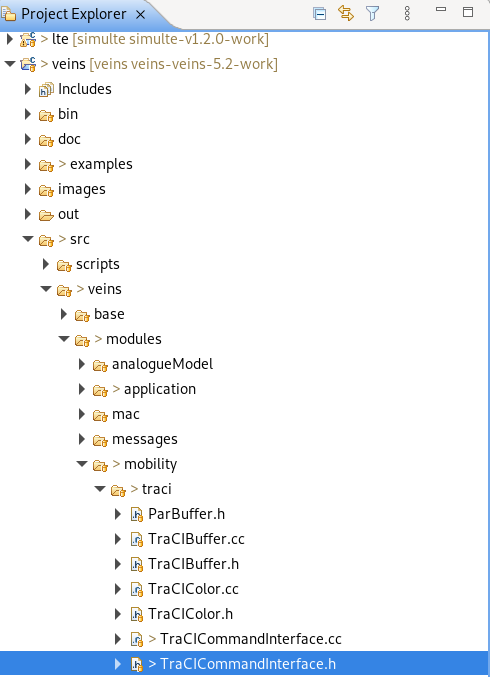 Project Explorer
> lte [simulte simulte-v1.2.0-work]
> veins [veins veins-veins-5.2-work]
Includes
bin
doc
> examples
images
out
> src
scripts
> veins
base
> modules
analogueModel
> application
mac
messages
> mobility
> traci
ParBuffer.h
TraCIBuffer.cc
TraCIBuffer.h
TraCIColor.cc
TraCIColor.h
> TraCICommandInterface.cc
> TraCICommandInterface.h